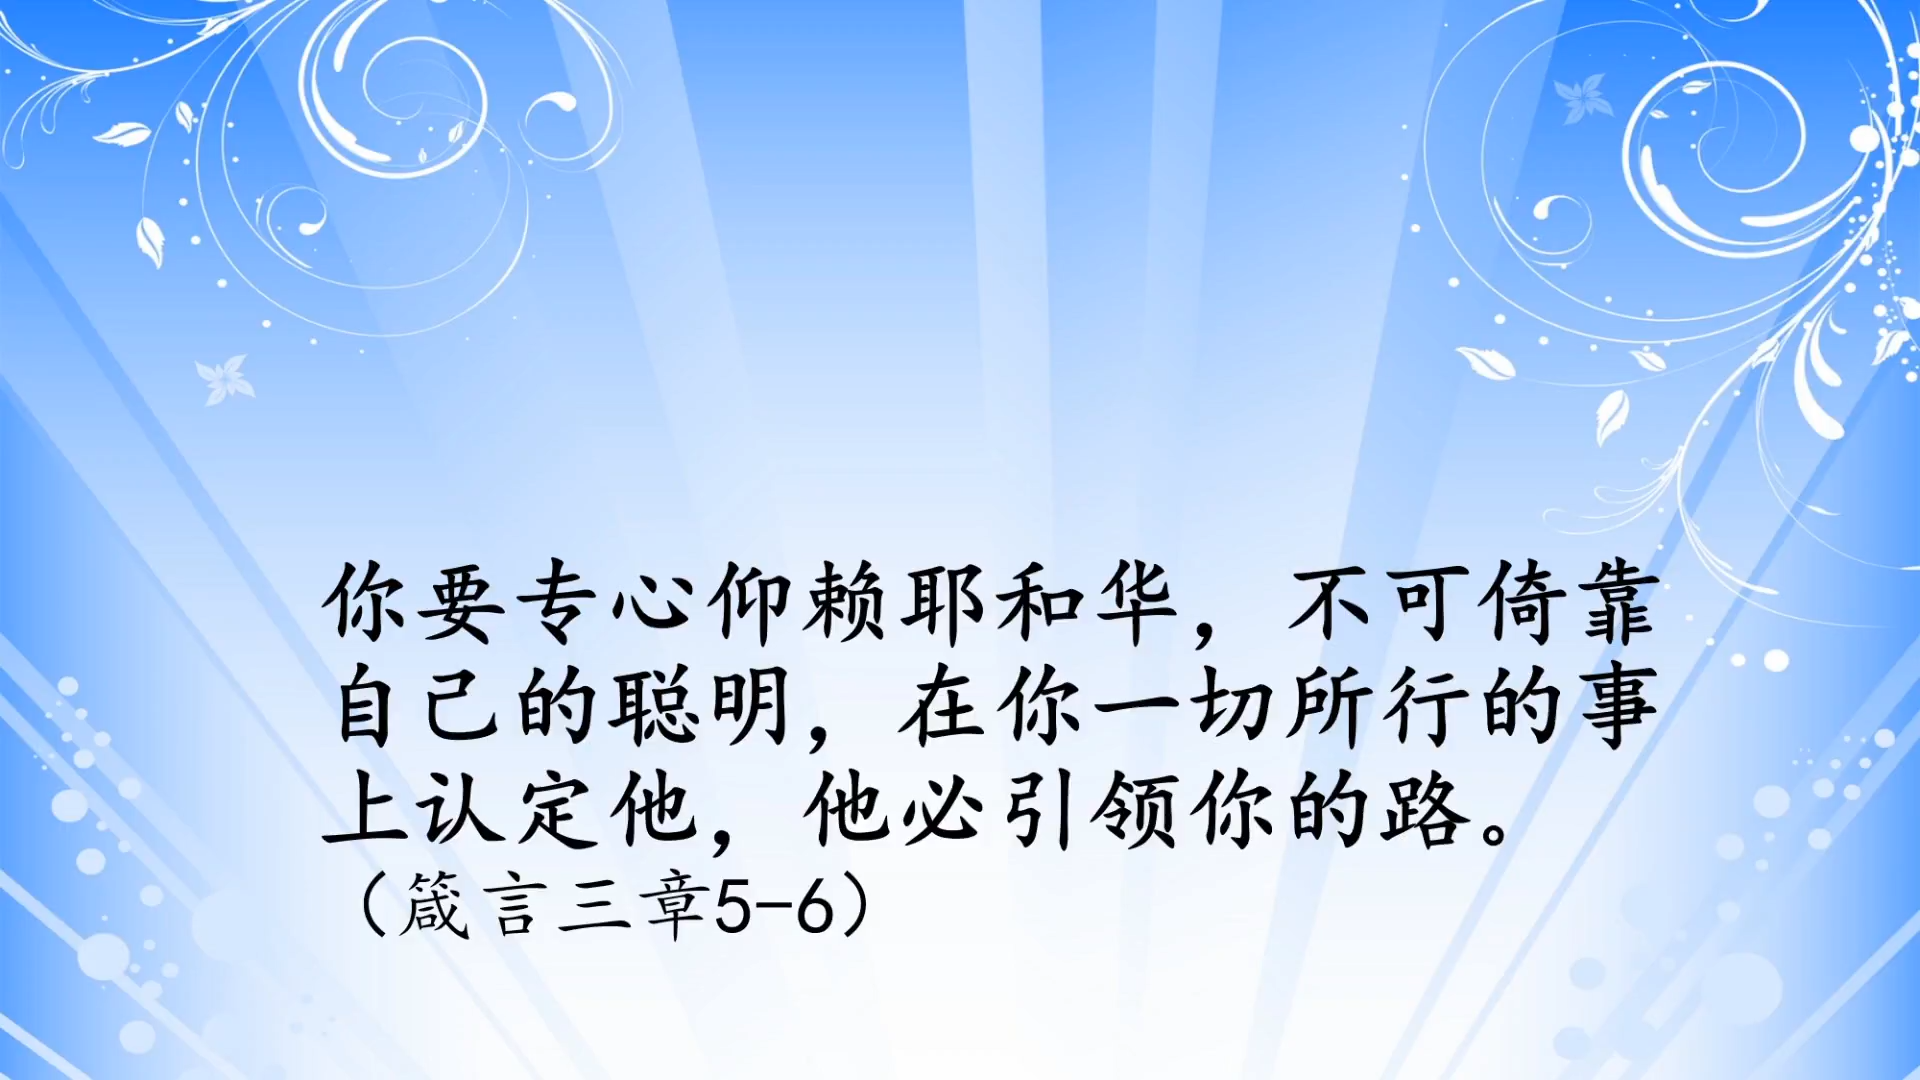 你要专心仰赖耶和华，不可倚靠
自己的聪明，在你一切所行的事
上认定他，他必引领你的路。
（箴言三章5-6）